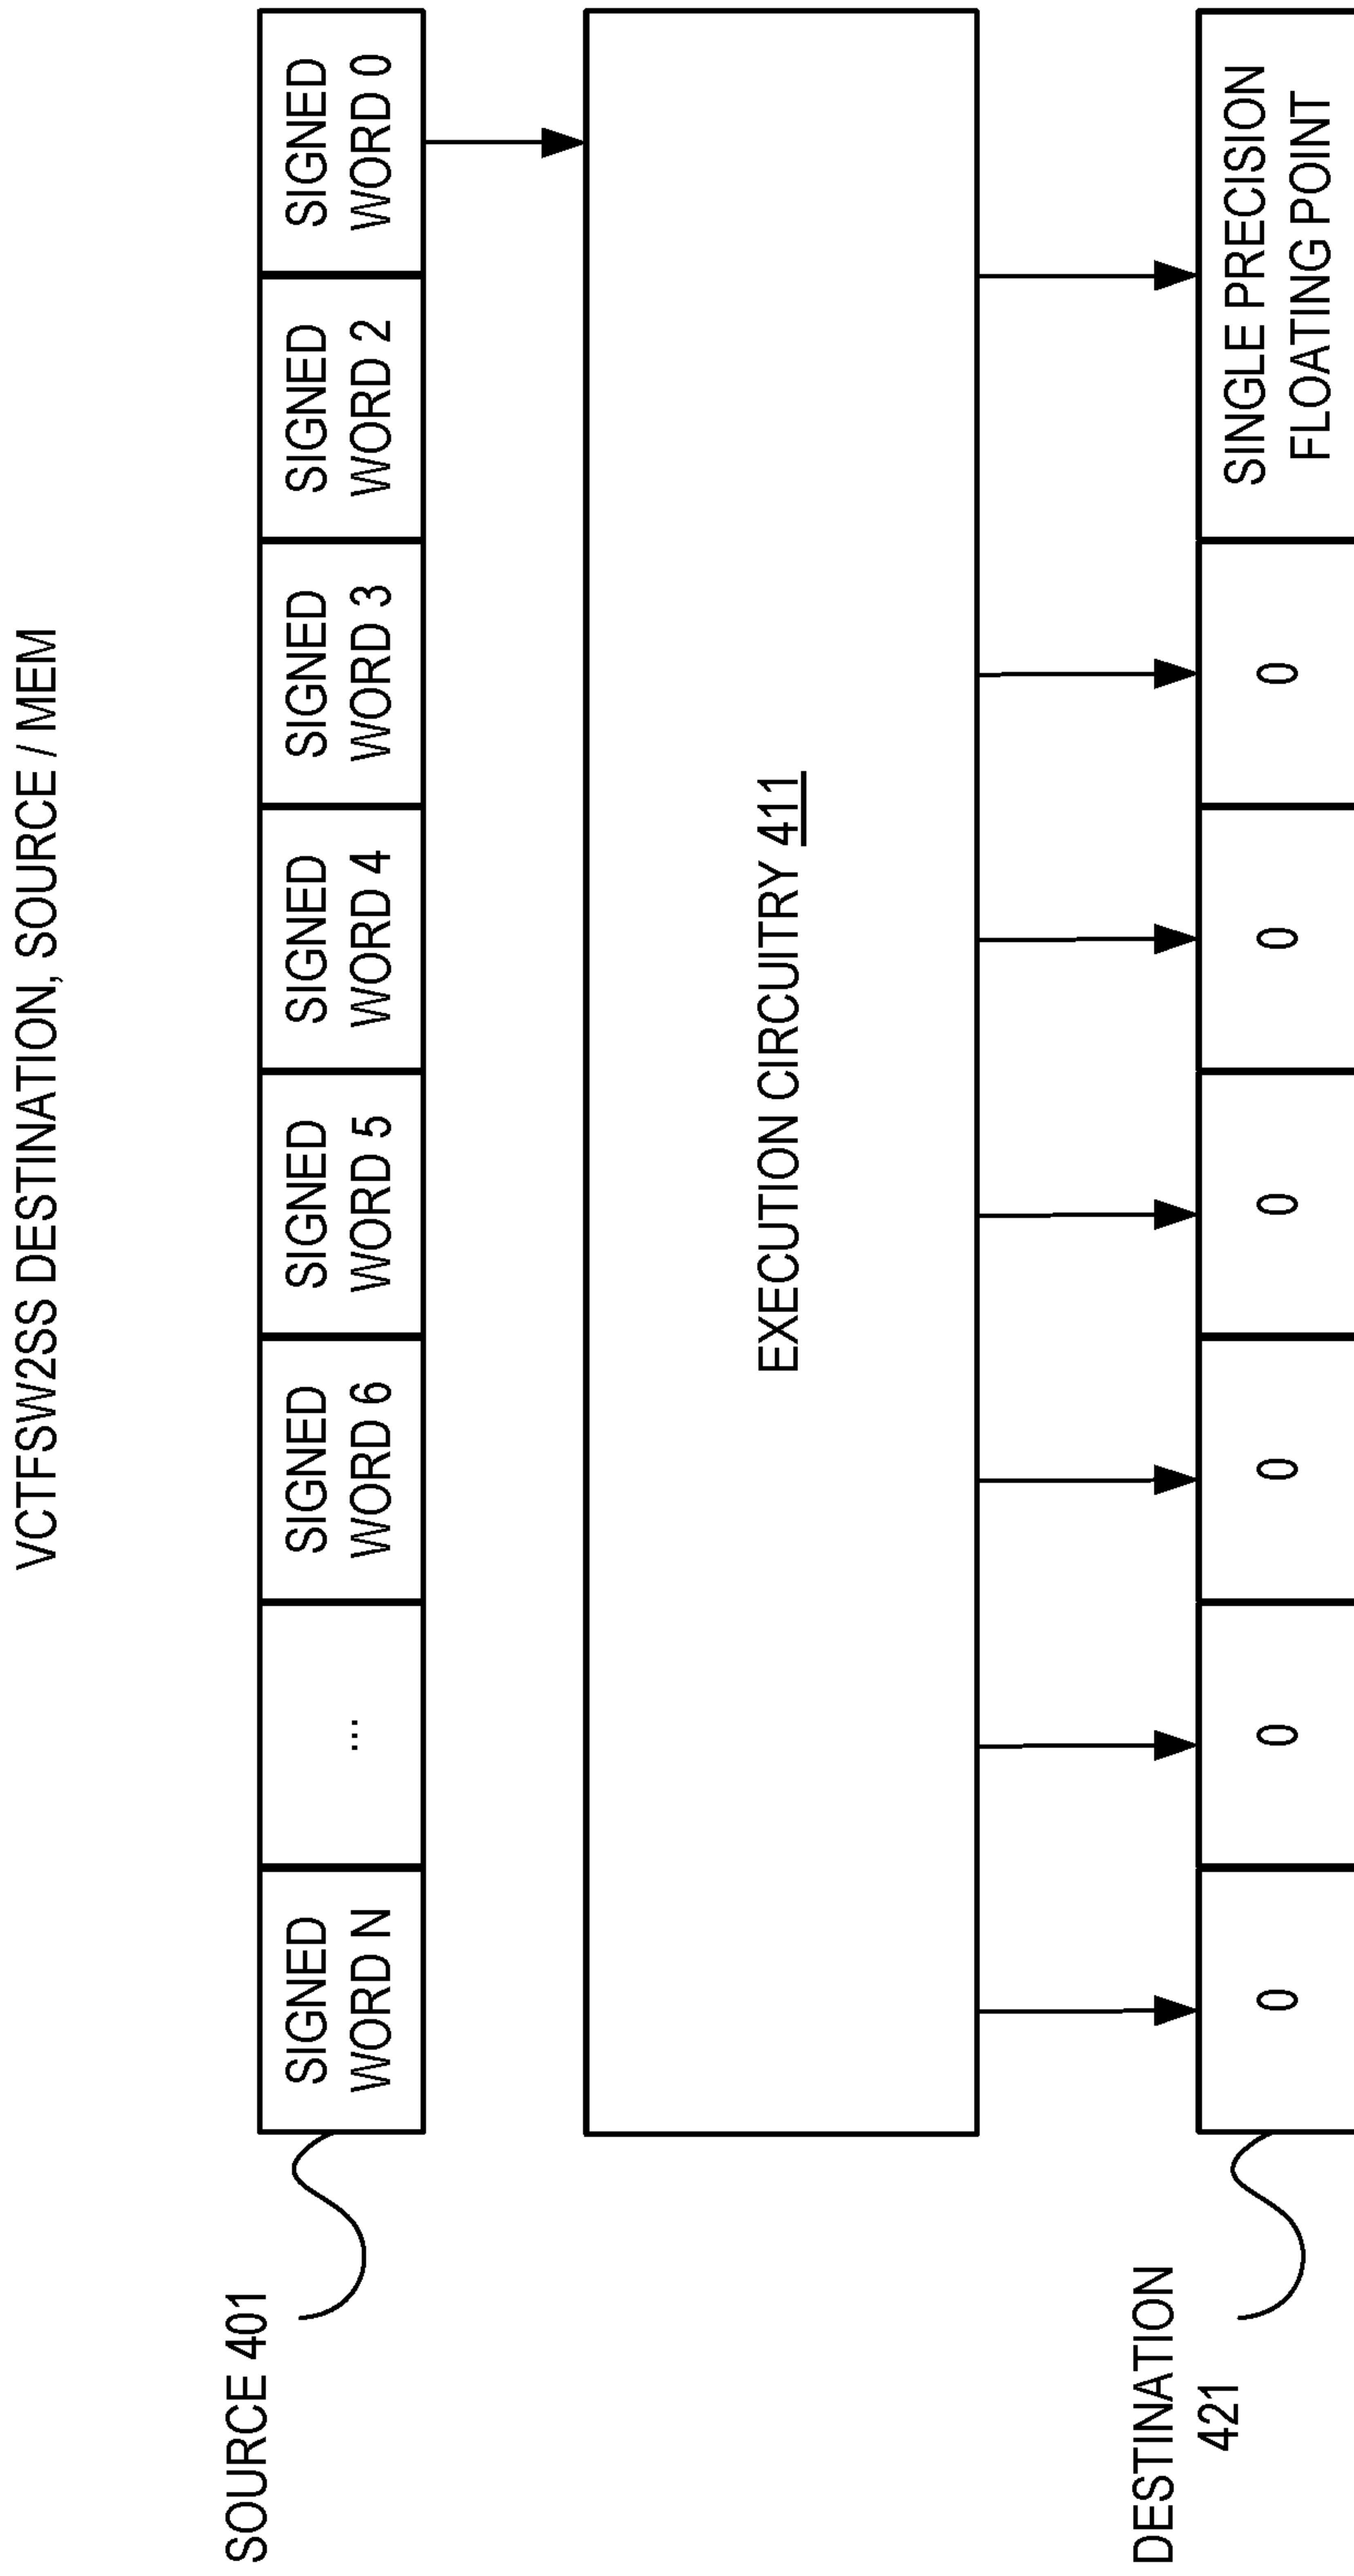 VCTFSW2SS DESTINATION, SOURCE / MEM
SOURCE 401
SIGNED
WORD N
...
SIGNED
WORD 6
SIGNED
WORD 5
SIGNED
WORD 4
SIGNED
WORD 3
SIGNED
WORD 2
SIGNED
WORD 0
EXECUTION CIRCUITRY 411
DESTINATION
421
0
0
0
0
0
0
SINGLE PRECISION
FLOATING POINT